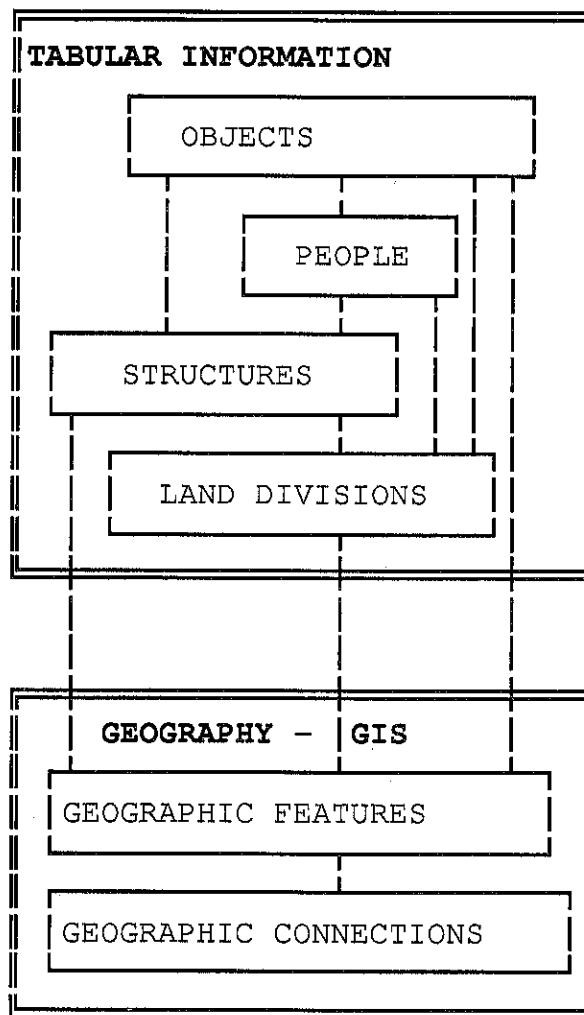 TABULAR INFORMATION
OBJECTS
PEOPLE
STRUCTURES
LAND DIVISIONS
GEOGRAPHY - GIS
GEOGRAPHIC FEATURES
GEOGRAPHIC CONNECTIONS